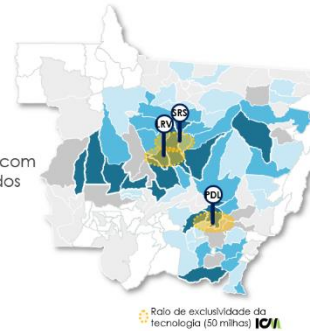 SRS
LRV
com
dos
PDL
Raio de exclusividade da
tecnologia (50 milhas) ICM